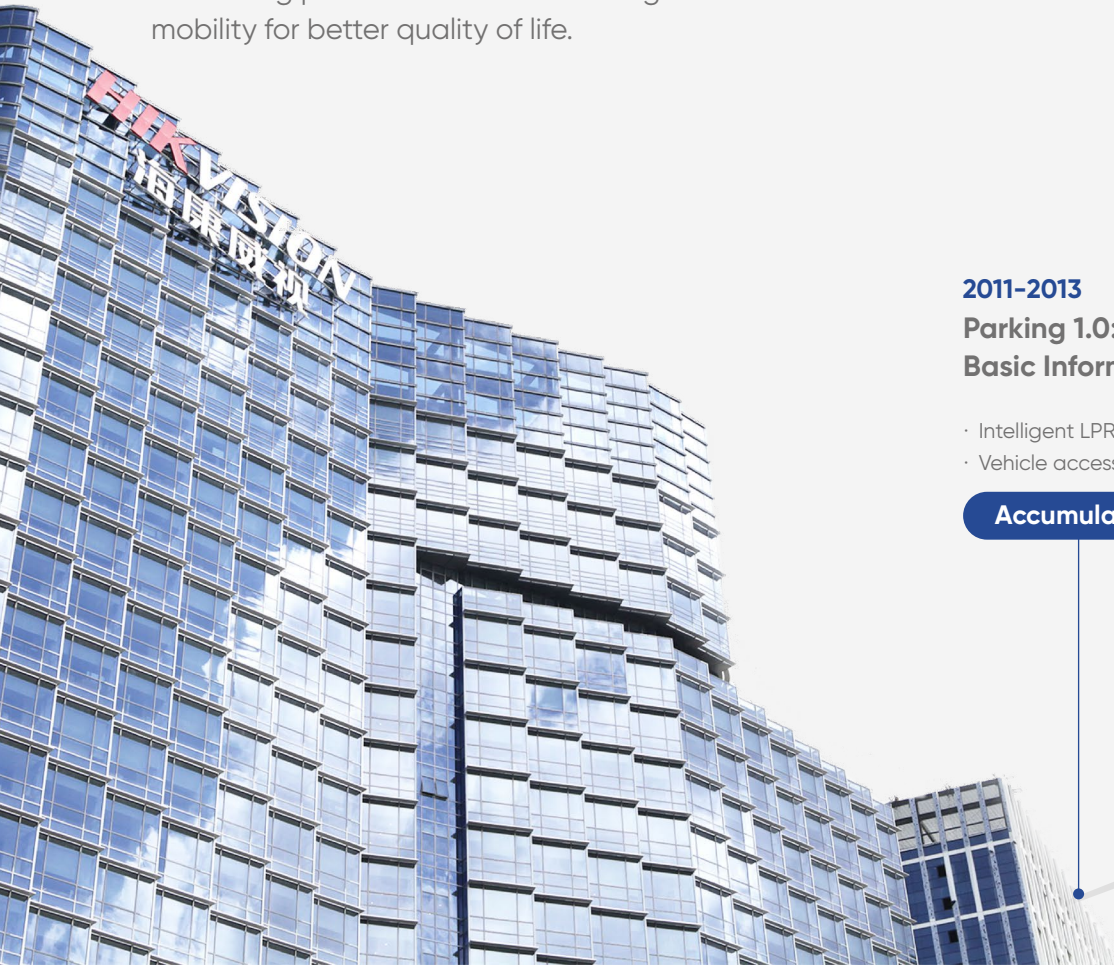 mobility for better quality of life.
HIKVISION
海康威视
2011-2013
Parking 1.0:
Basic Inform
· Intelligent LPR
· Vehicle access
Accumula